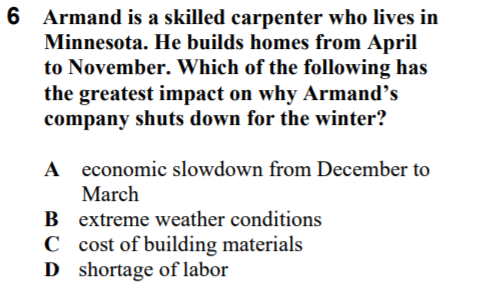 6 Armand is a skilled carpenter who lives in
Minnesota. He builds homes from April
to November. Which of the following has
the greatest impact on why Armand’s
company shuts down for the winter?
A economic slowdown from December to
March
B extreme weather conditions
C cost of building materials
D shortage of labor